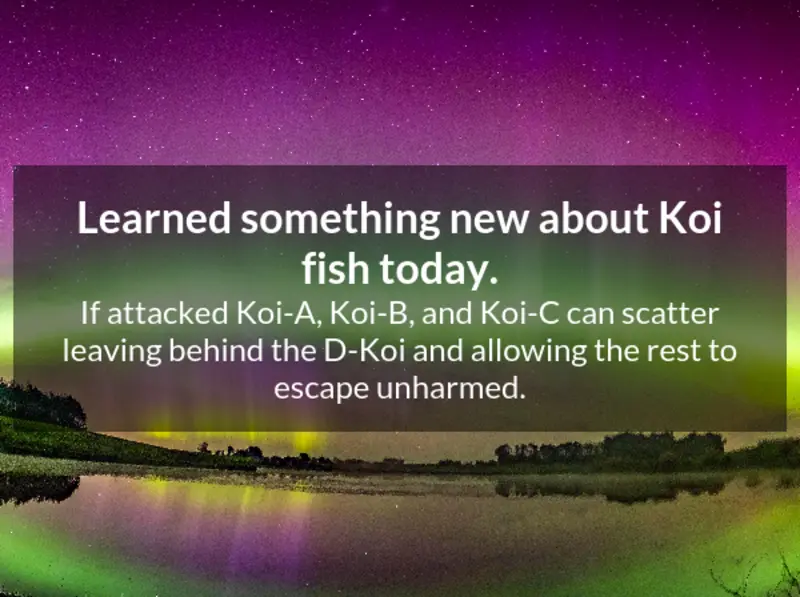 Learned something new about Koi
fish today.
If attacked Koi-A, Koi-B, and Koi-C can scatter
leaving behind the D-Koi and allowing the rest to
escape unharmed.